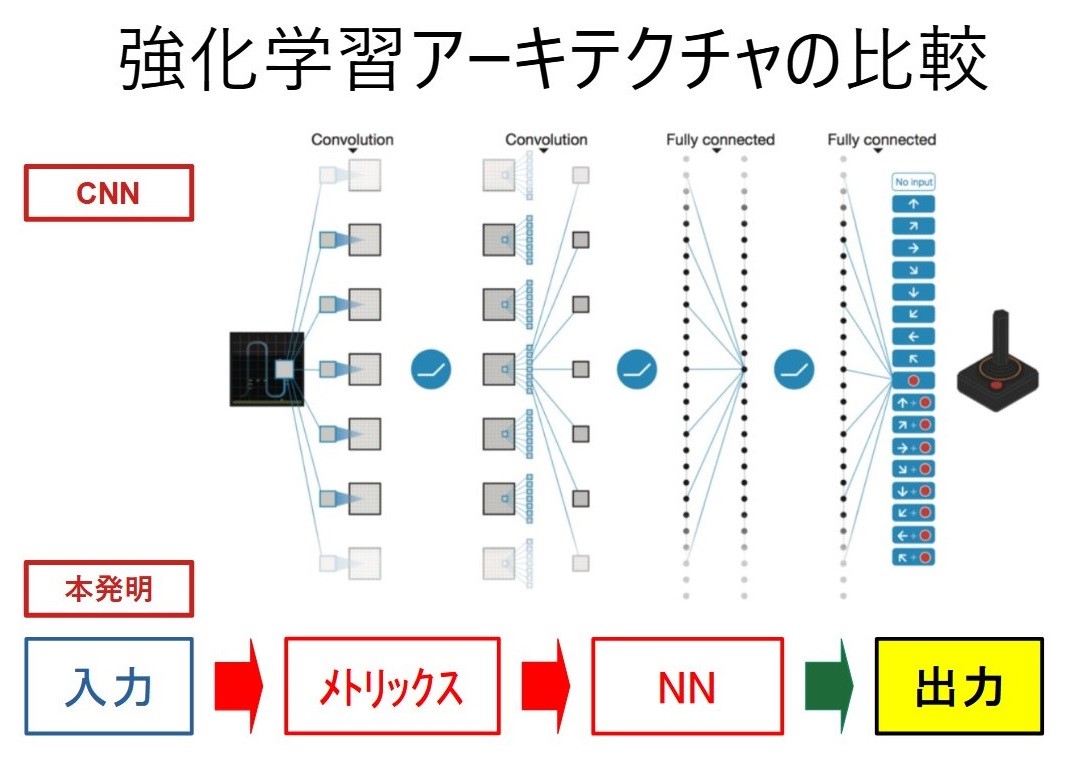 強化学習アーキテクチャの比較
Convolution
Convolution
Fully connected
Fully connected
CNN
No input
本発明
入力
メトリックス
NN
出力